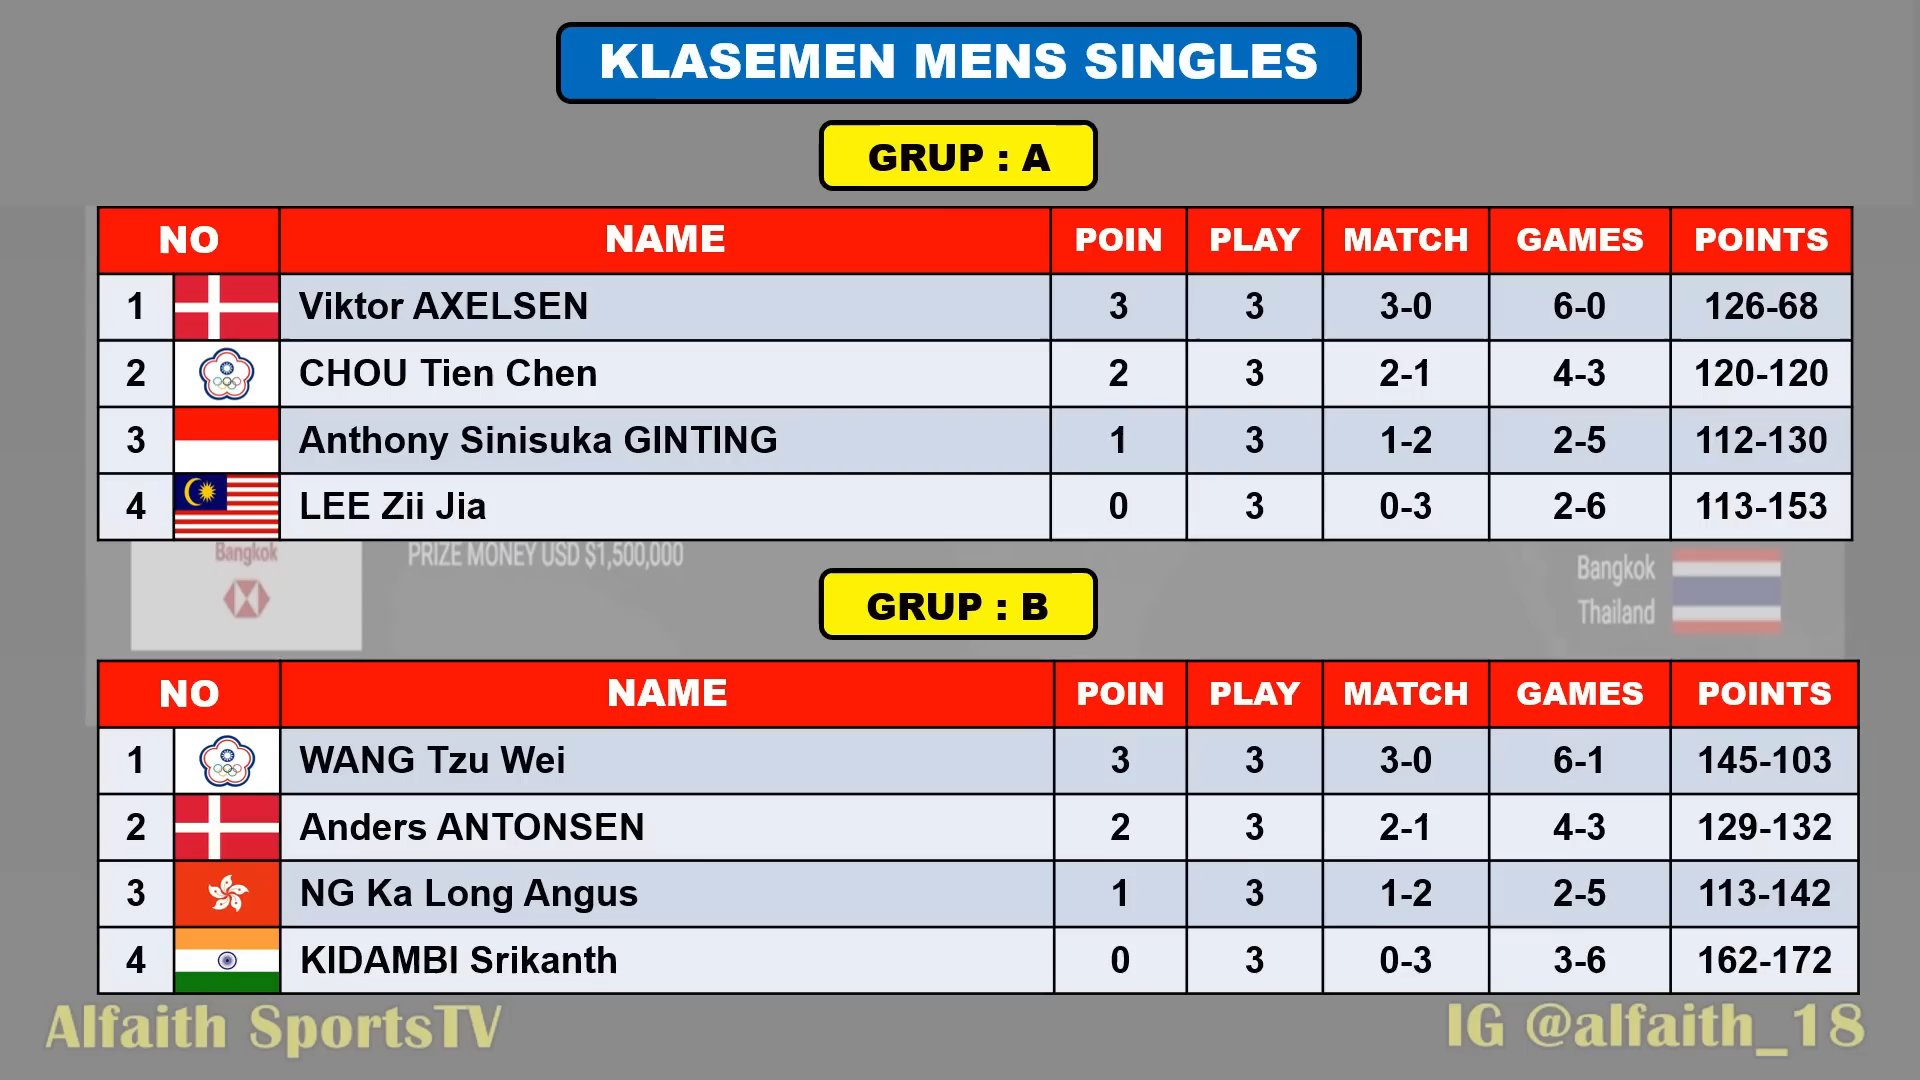 KLASEMEN MENS SINGLES
GRUP : A
NO NAME POIN PLAY MATCH GAMES POINTS
1 Viktor AXELSEN 3 3 3-0 6-0 126-68
2 CHOU Tien Chen 2 3 2-1 4-3 120-120
3 Anthony Sinisuka GINTING 1 3 1-2 2-5 112-130
4 LEE Zii Jia 0 3 0-3 2-6 113-153
Bangkok
PRIZE MONEY USD $1,500,000
Bangkok
Thailand
GRUP : B
NO NAME POIN PLAY MATCH GAMES POINTS
1 WANG Tzu Wei 3 3 3-0 6-1 145-103
2 Anders ANTONSEN 2 3 2-1 4-3 129-132
3 NG Ka Long Angus 1 3 1-2 2-5 113-142
4 KIDAMBI Srikanth 0 3 0-3 3-6 162-172
Alfaith SportsTV
IG @alfaith_18